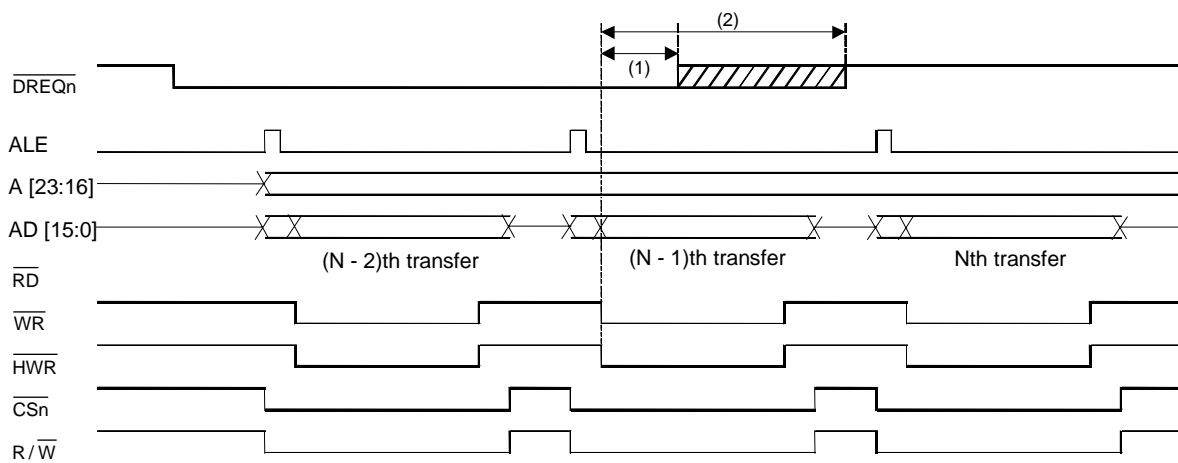 (2)
(1)
DREQn
ALE
A [23:16]
AD [15:0]
(N - 2)th transfer
(N - 1)th transfer
Nth transfer
RD
WR
HWR
CSn
R / W